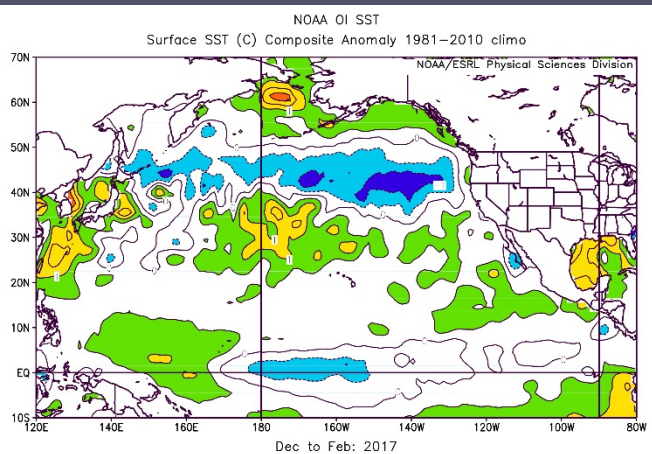 NOAA OI SST
Surface SST (C) Composite Anomaly 1981-2010 climo
NOAA/ESRL Physical Sciences Division
70N
60N
50N
40N
30N
20N
10N
EQ
10S
120E 140E 160E 180 160W 140W 120W 100W 80W
Dec to Feb: 2017